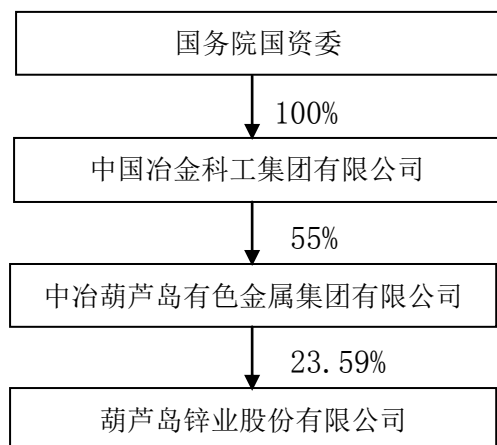 国务院国资委
100%
中国冶金科工集团有限公司
55%
中冶葫芦岛有色金属集团有限公司
23.59%
葫芦岛锌业股份有限公司